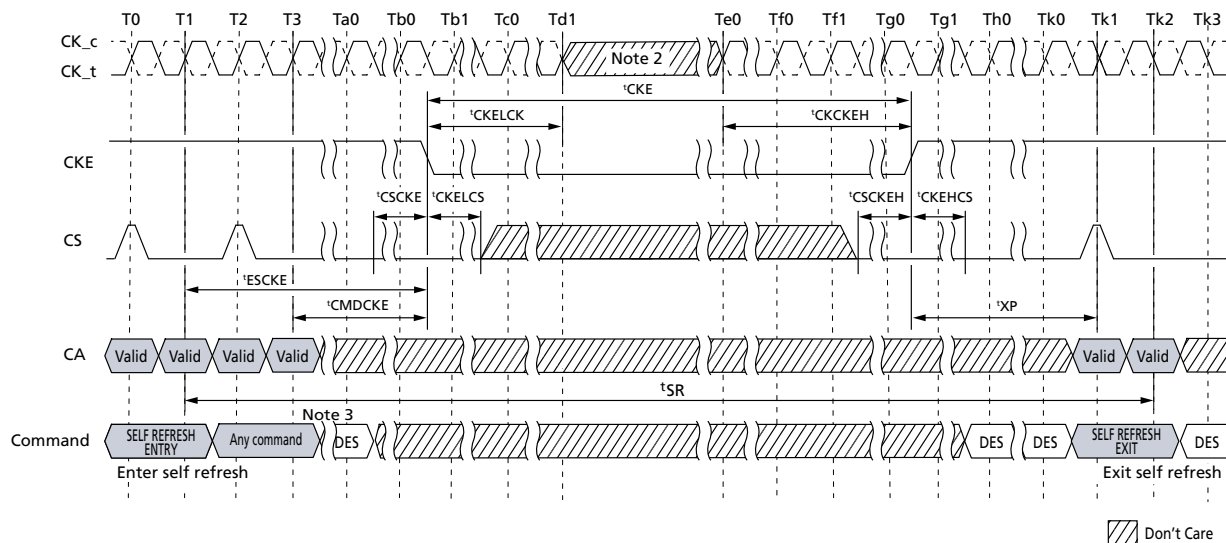 T0 T1 T2 T3 Ta0 Tb0 Tb1 Tc0 Td1 Te0 Tf0 Tf1 Tg0 Tg1 Th0 Tk0 Tk1 Tk2 Tk3
CK_c
CK_t
Note 2
tCKE
tCKELCK tCKCKEH
CKE
tCSCKE tCKELCS tCSCKEH tCKEHCS
CS
tESCKE
tCMDCKE tXP
CA Valid Valid Valid Valid Valid Valid
tSR
Note 3
Command SELF REFRESH ENTRY Any command DES DES DES SELF REFRESH EXIT DES
Enter self refresh Exit self refresh
Don't Care